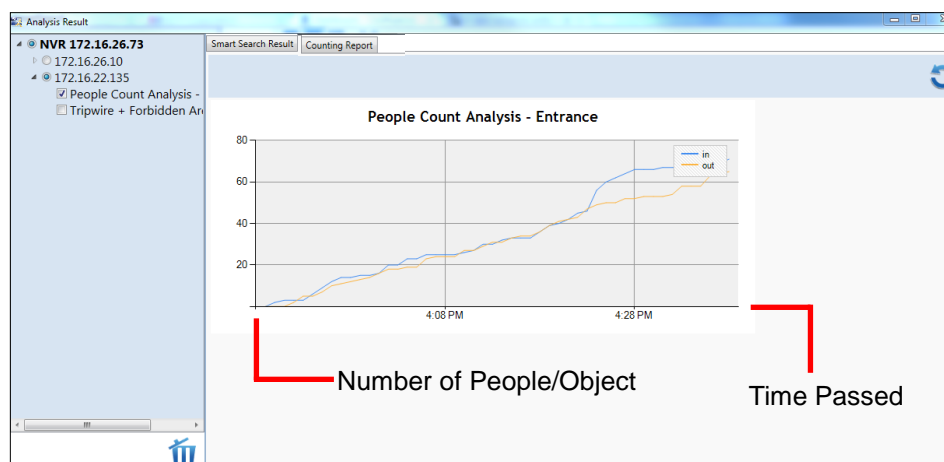 Analysis Result
NVR 172.16.26.73
172.16.26.10
172.16.22.135
People Count Analysis -
Tripwire + Forbidden Are
Smart Search Result
Counting Report
People Count Analysis - Entrance
80
60
40
20
in
out
4:08 PM
4:28 PM
Number of People/Object
Time Passed